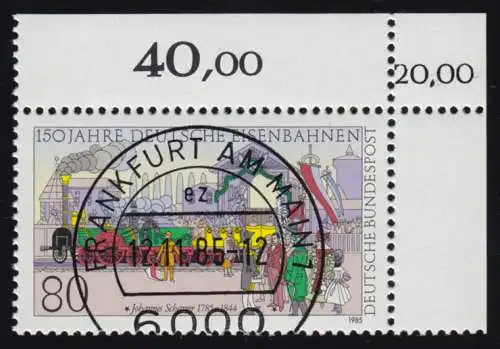 40,00
20,00
150 JAHRE DEUTSCHE EISENBAHNEN
DEUTSCHE BUNDESPOST
FRANKFURT AM MAIN 1
ez
12.11.85-12
6000
80
* Johannes Scharrer 1785-1844 *
1985